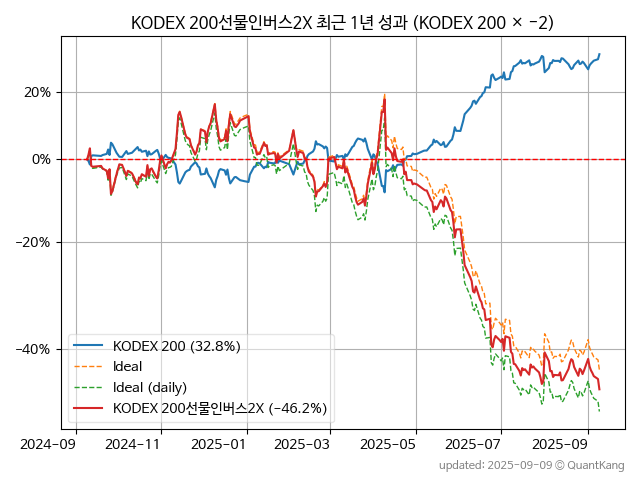 KODEX 200선물인버스2X 최근 1년 성과 (KODEX 200 × −2)
20%
0%
−20%
−40%
KODEX 200 (32.8%)
Ideal
Ideal (daily)
KODEX 200선물인버스2X (−46.2%)
2024-09 2024-11 2025-01 2025-03 2025-05 2025-07 2025-09
updated: 2025-09-09 © QuantKang